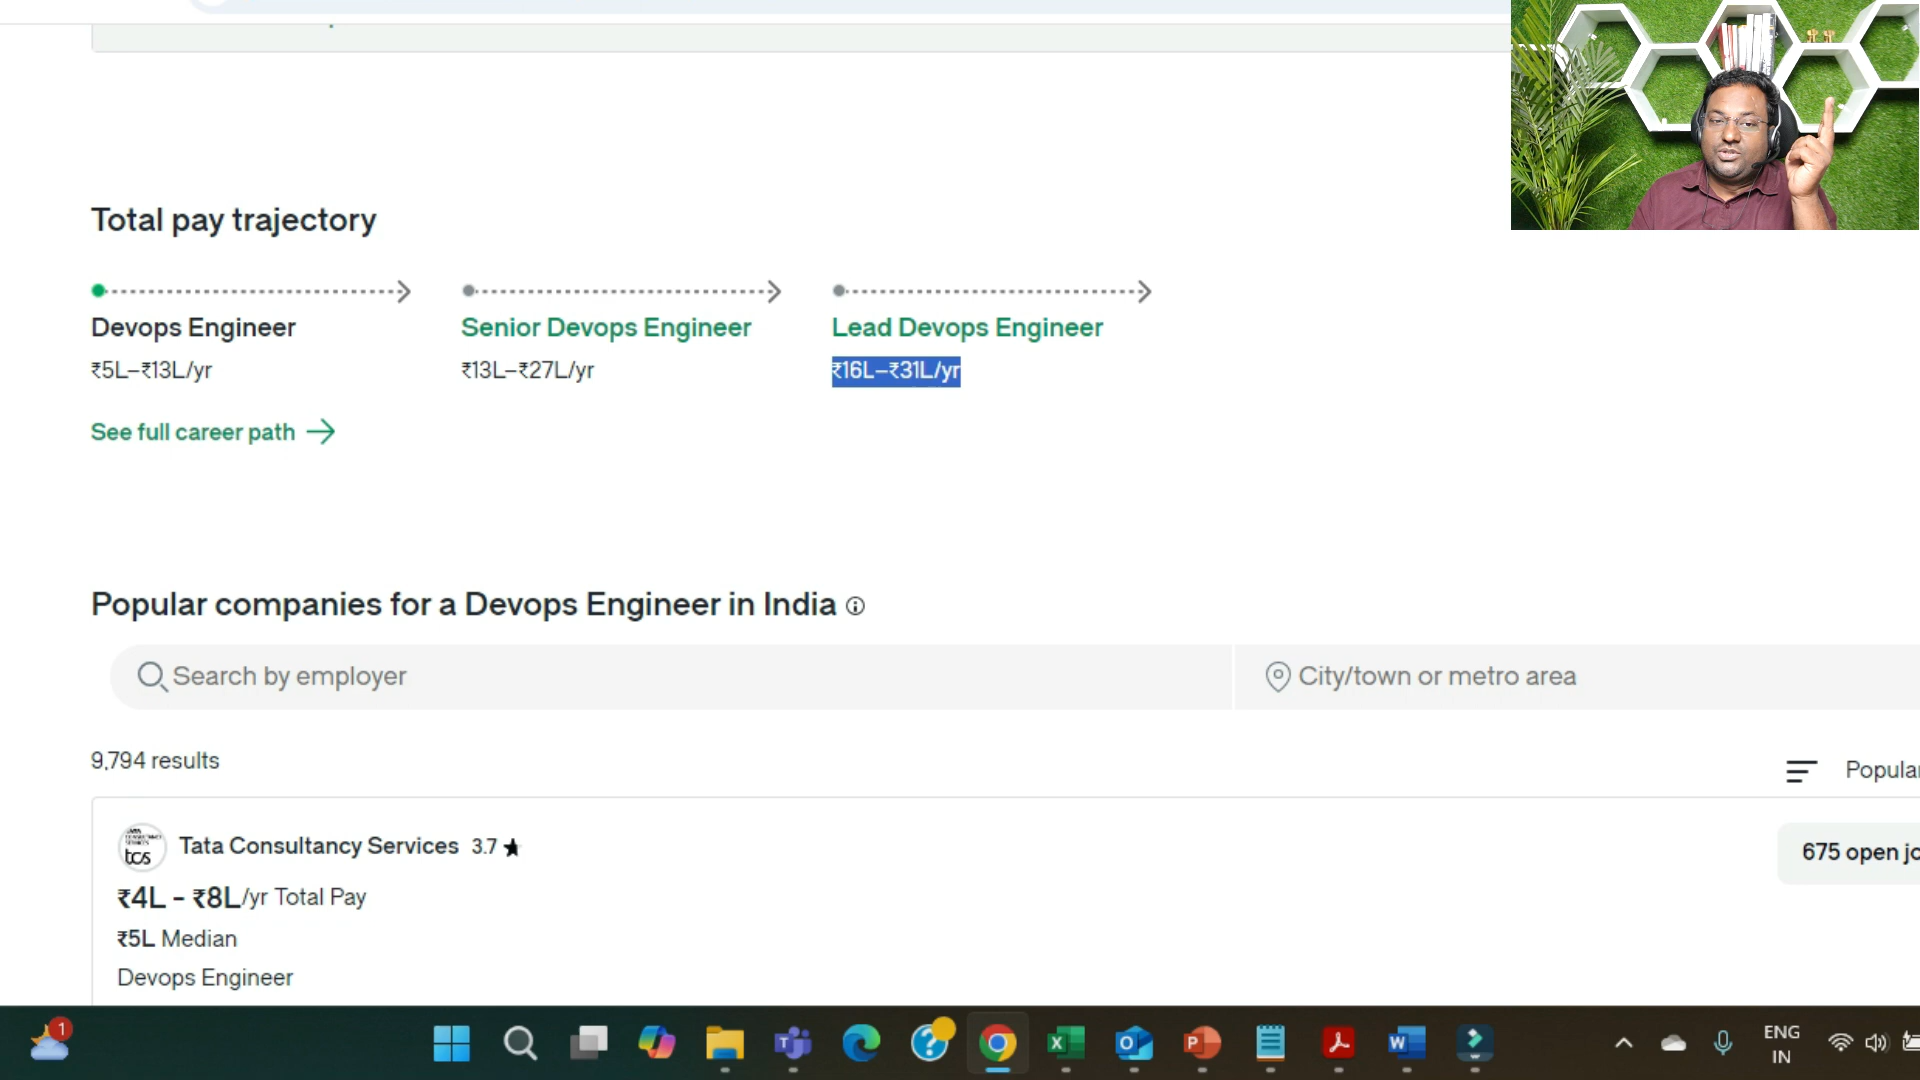 Total pay trajectory
Devops Engineer
₹5L–₹13L/yr
Senior Devops Engineer
₹13L–₹27L/yr
Lead Devops Engineer
₹16L–₹31L/yr
See full career path
Popular companies for a Devops Engineer in India
Search by employer
City/town or metro area
9,794 results
Popular
tcs
Tata Consultancy Services 3.7
675 open jo
₹4L - ₹8L/yr Total Pay
₹5L Median
Devops Engineer
1
ENG
IN